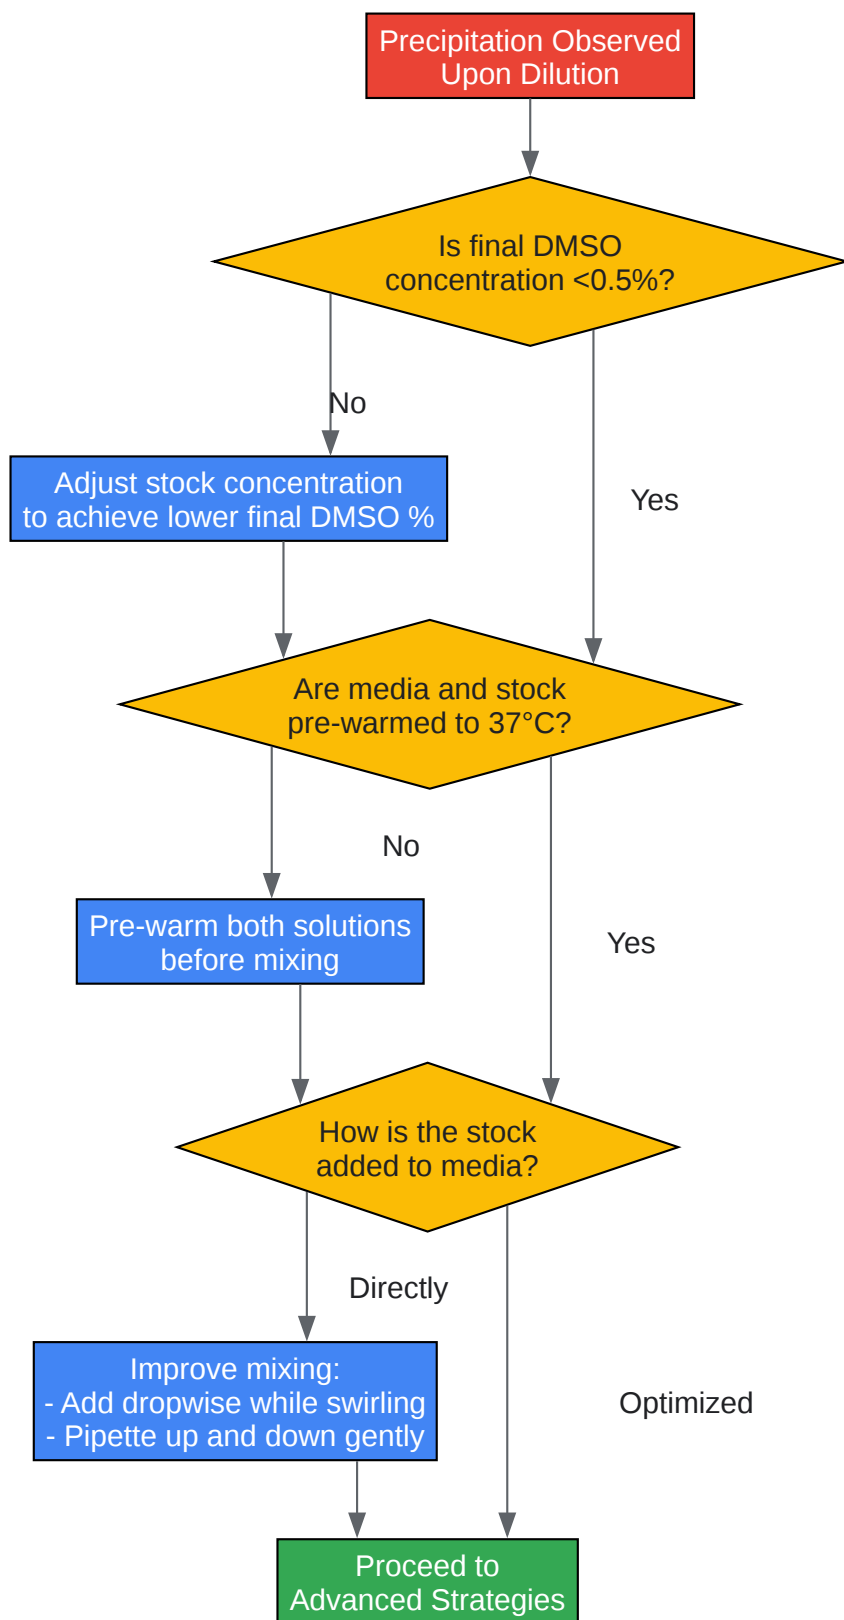 Precipitation Observed
Upon Dilution
Is final DMSO
concentration <0.5%?
No
Adjust stock concentration
to achieve lower final DMSO %
Yes
Are media and stock
pre-warmed to 37°C?
No
Pre-warm both solutions
before mixing
Yes
How is the stock
added to media?
Directly
Improve mixing:
- Add dropwise while swirling
- Pipette up and down gently
Optimized
Proceed to
Advanced Strategies